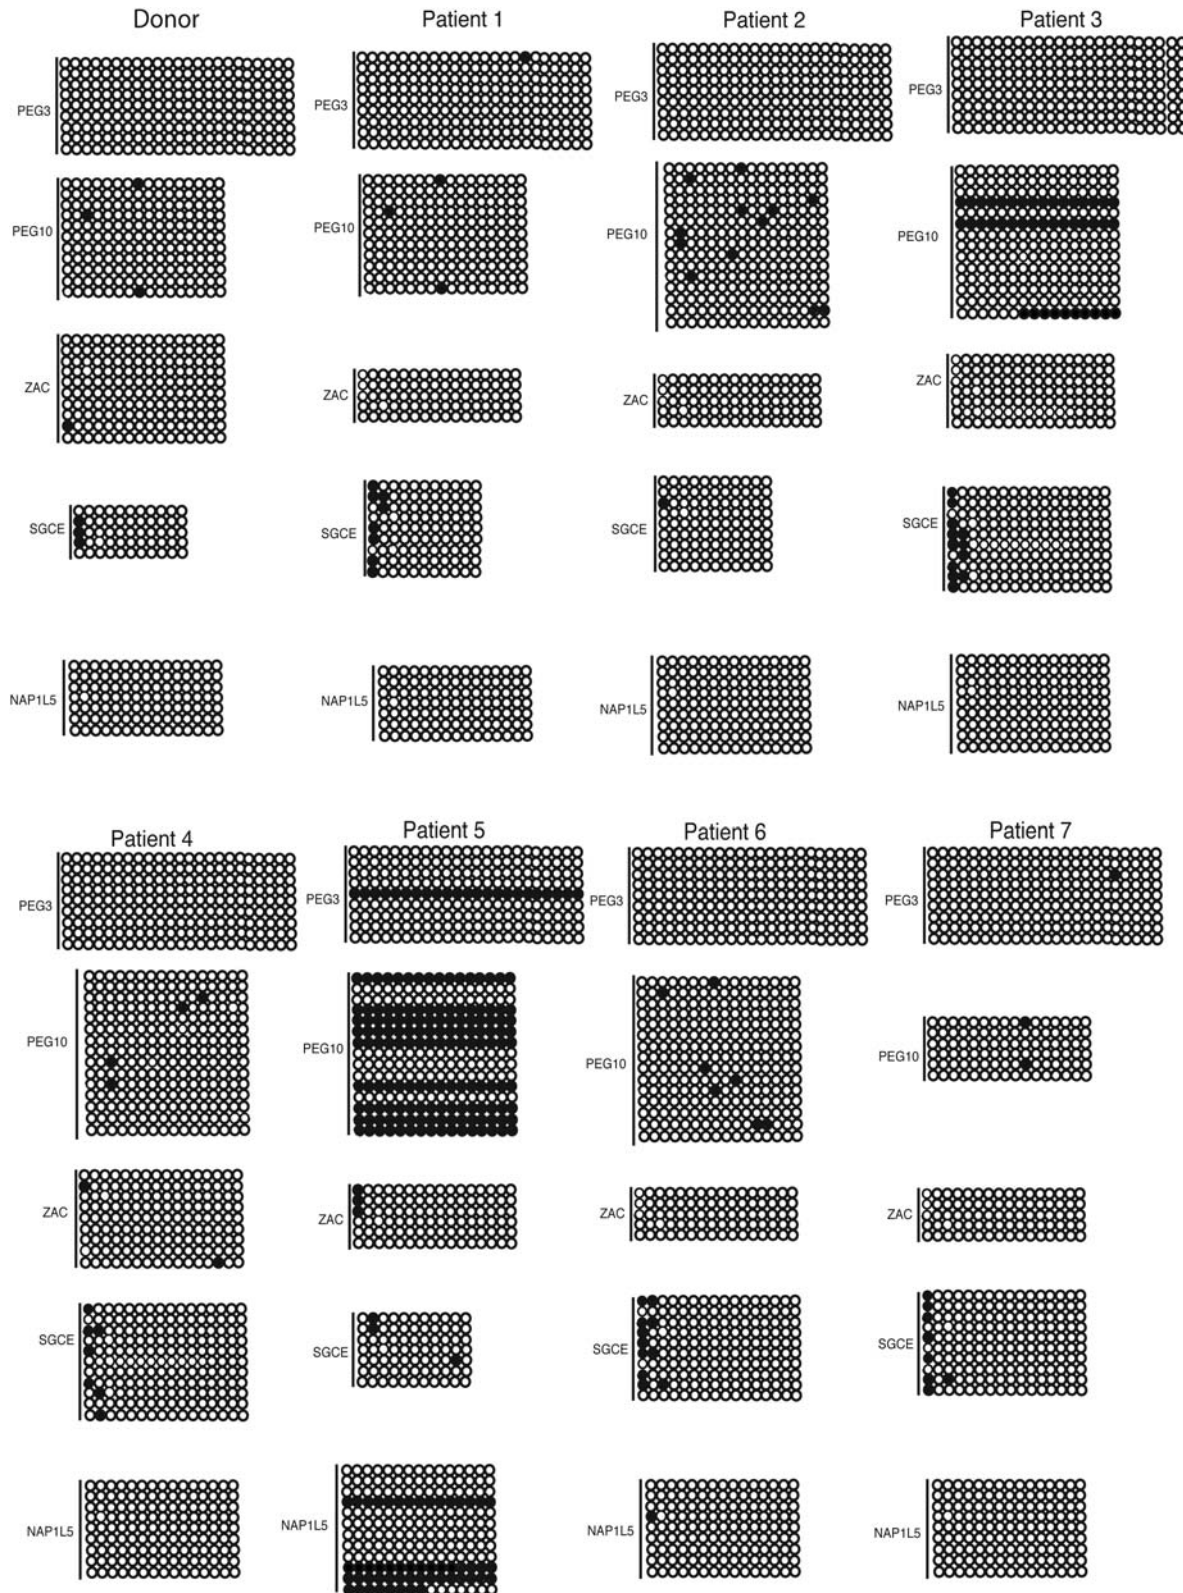 Donor Patient 1 Patient 2 Patient 3
PEG3 PEG3 PEG3 PEG3
PEG10 PEG10 PEG10 PEG10
ZAC ZAC ZAC ZAC
SGCE SGCE SGCE SGCE
NAP1L5 NAP1L5 NAP1L5 NAP1L5
Patient 4 Patient 5 Patient 6 Patient 7
PEG3 PEG3 PEG3 PEG3
PEG10 PEG10 PEG10 PEG10
ZAC ZAC ZAC ZAC
SGCE SGCE SGCE SGCE
NAP1L5 NAP1L5 NAP1L5 NAP1L5